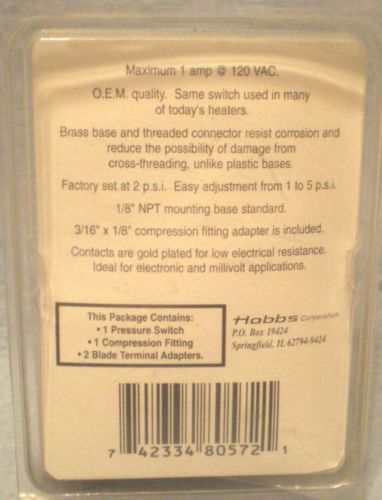 Maximum 1 amp @ 120 VAC.
O.E.M. quality. Same switch used in many
of today's heaters.
Brass base and threaded connector resist corrosion and
reduce the possibility of damage from
cross-threading, unlike plastic bases.
Factory set at 2 p.s.i. Easy adjustment from 1 to 5 p.s.i.
1/8" NPT mounting base standard.
3/16" x 1/8" compression fitting adapter is included.
Contacts are gold plated for low electrical resistance.
Ideal for electronic and millivolt applications.
This Package Contains:
• 1 Pressure Switch
• 1 Compression Fitting
• 2 Blade Terminal Adapters.
Hobbs Corporation
P.O. Box 19424
Springfield, IL 62794-9424
7 42334 80572 1